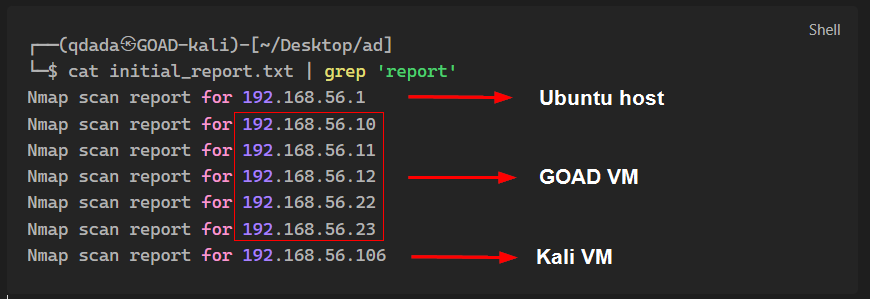 Shell
┌──(qdada㉿GOAD-kali)-[~/Desktop/ad]
└─$ cat initial_report.txt | grep 'report'
Nmap scan report for 192.168.56.1 Ubuntu host
Nmap scan report for 192.168.56.10
Nmap scan report for 192.168.56.11
Nmap scan report for 192.168.56.12 GOAD VM
Nmap scan report for 192.168.56.22
Nmap scan report for 192.168.56.23
Nmap scan report for 192.168.56.106 Kali VM